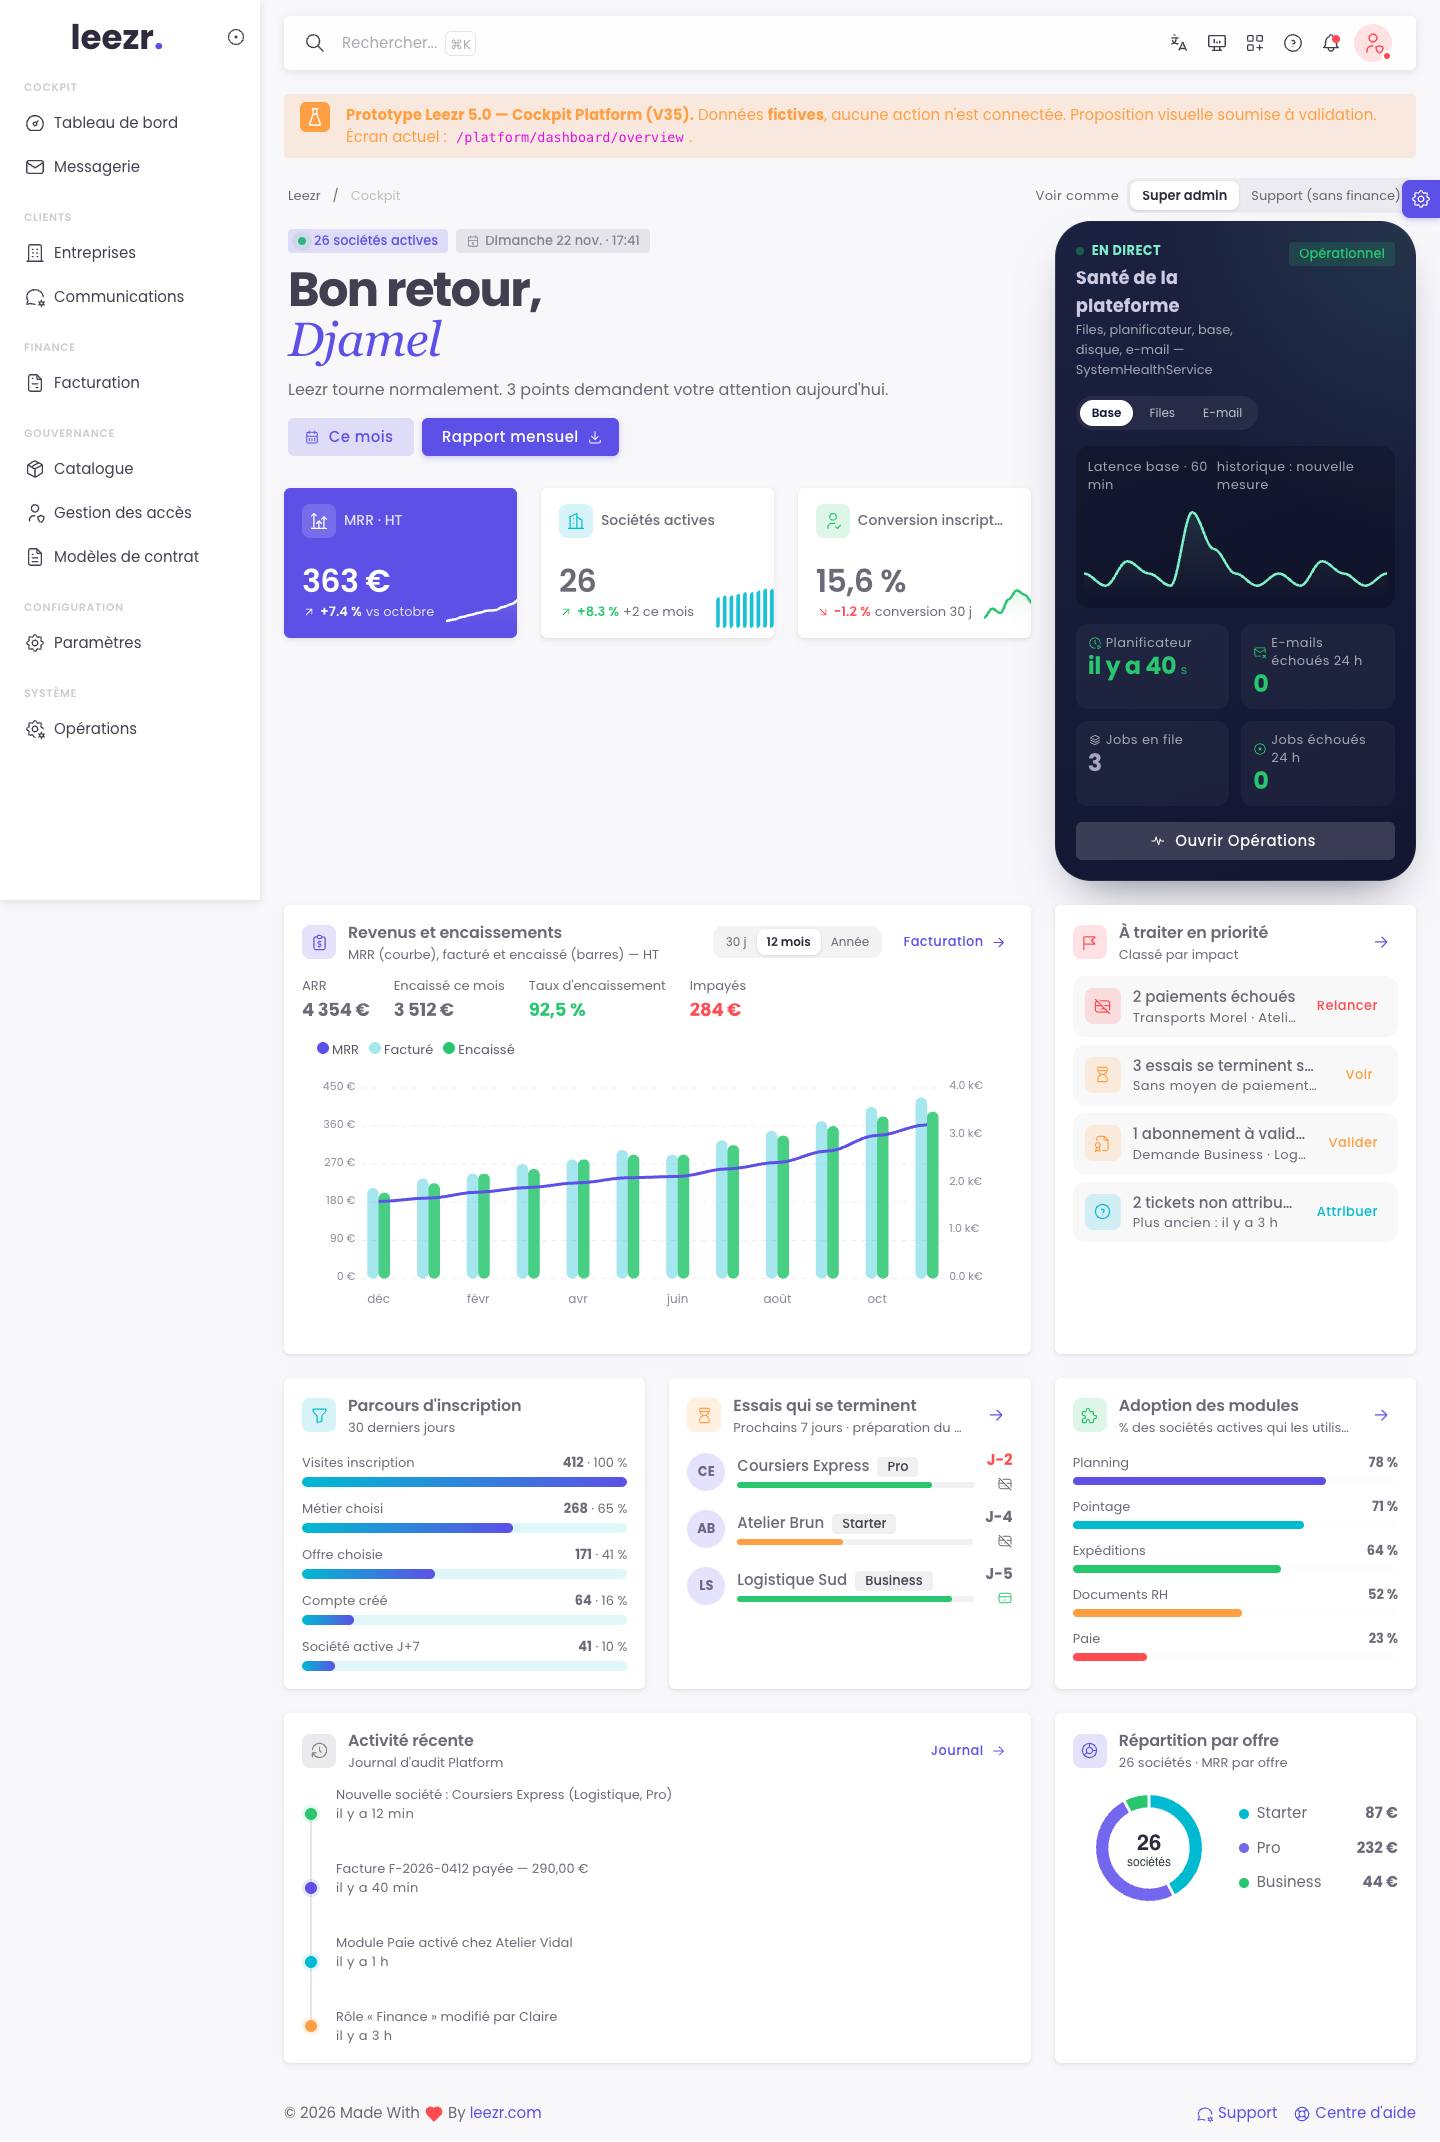 leezr.
COCKPIT
Tableau de bord
Messagerie
CLIENTS
Entreprises
Communications
FINANCE
Facturation
GOUVERNANCE
Catalogue
Gestion des accès
Modèles de contrat
CONFIGURATION
Paramètres
SYSTÈME
Opérations
Rechercher... ⌘K
Prototype Leezr 5.0 — Cockpit Platform (V35). Données fictives, aucune action n'est connectée. Proposition visuelle soumise à validation.
Écran actuel : /platform/dashboard/overview .
Leezr / Cockpit
Voir comme Super admin Support (sans finance)
26 sociétés actives Dimanche 22 nov. · 17:41
Bon retour,
Djamel
Leezr tourne normalement. 3 points demandent votre attention aujourd'hui.
Ce mois Rapport mensuel
MRR · HT
363 €
+7.4 % vs octobre
Sociétés actives
26
+8.3 % +2 ce mois
Conversion inscript...
15,6 %
-1.2 % conversion 30 j
EN DIRECT Opérationnel
Santé de la
plateforme
Files, planificateur, base,
disque, e-mail —
SystemHealthService
Base Files E-mail
Latence base · 60
min
historique : nouvelle
mesure
Planificateur
il y a 40 s
E-mails
échoués 24 h
0
Jobs en file
3
Jobs échoués
24 h
0
Ouvrir Opérations
Revenus et encaissements
MRR (courbe), facturé et encaissé (barres) — HT
30 j 12 mois Année Facturation
ARR Encaissé ce mois Taux d'encaissement Impayés
4 354 € 3 512 € 92,5 % 284 €
MRR Facturé Encaissé
450 € 4.0 k€
360 € 3.0 k€
270 €
180 € 2.0 k€
90 € 1.0 k€
0 € 0.0 k€
déc févr avr juin août oct
À traiter en priorité
Classé par impact
2 paiements échoués
Transports Morel · Ateli...
Relancer
3 essais se terminent s...
Sans moyen de paiement...
Voir
1 abonnement à valid...
Demande Business · Log...
Valider
2 tickets non attribu...
Plus ancien : il y a 3 h
Attribuer
Parcours d'inscription
30 derniers jours
Visites inscription 412 · 100 %
Métier choisi 268 · 65 %
Offre choisie 171 · 41 %
Compte créé 64 · 16 %
Société active J+7 41 · 10 %
Essais qui se terminent
Prochains 7 jours · préparation du ...
CE Coursiers Express Pro J-2
AB Atelier Brun Starter J-4
LS Logistique Sud Business J-5
Adoption des modules
% des sociétés actives qui les utilis...
Planning 78 %
Pointage 71 %
Expéditions 64 %
Documents RH 52 %
Paie 23 %
Activité récente
Journal d'audit Platform
Journal
Nouvelle société : Coursiers Express (Logistique, Pro)
il y a 12 min
Facture F-2026-0412 payée — 290,00 €
il y a 40 min
Module Paie activé chez Atelier Vidal
il y a 1 h
Rôle « Finance » modifié par Claire
il y a 3 h
Répartition par offre
26 sociétés · MRR par offre
26
sociétés
Starter 87 €
Pro 232 €
Business 44 €
© 2026 Made With By leezr.com
Support Centre d'aide